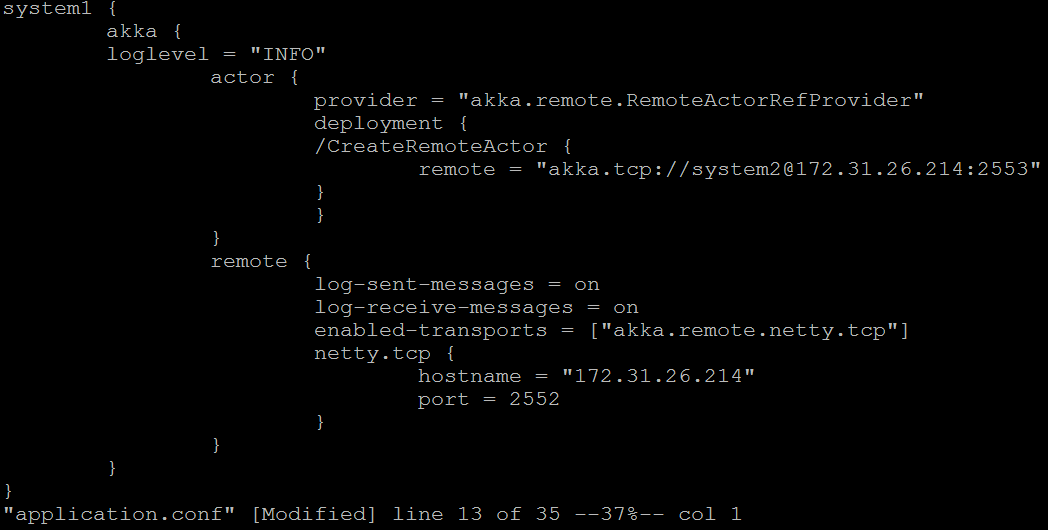 system1 {
akka {
loglevel = "INFO"
actor {
provider = "akka.remote.RemoteActorRefProvider"
deployment {
/CreateRemoteActor {
remote = "akka.tcp://system2@172.31.26.214:2553"
}
}
}
remote {
log-sent-messages = on
log-receive-messages = on
enabled-transports = ["akka.remote.netty.tcp"]
netty.tcp {
hostname = "172.31.26.214"
port = 2552
}
}
}
}
"application.conf" [Modified] line 13 of 35 --37%-- col 1